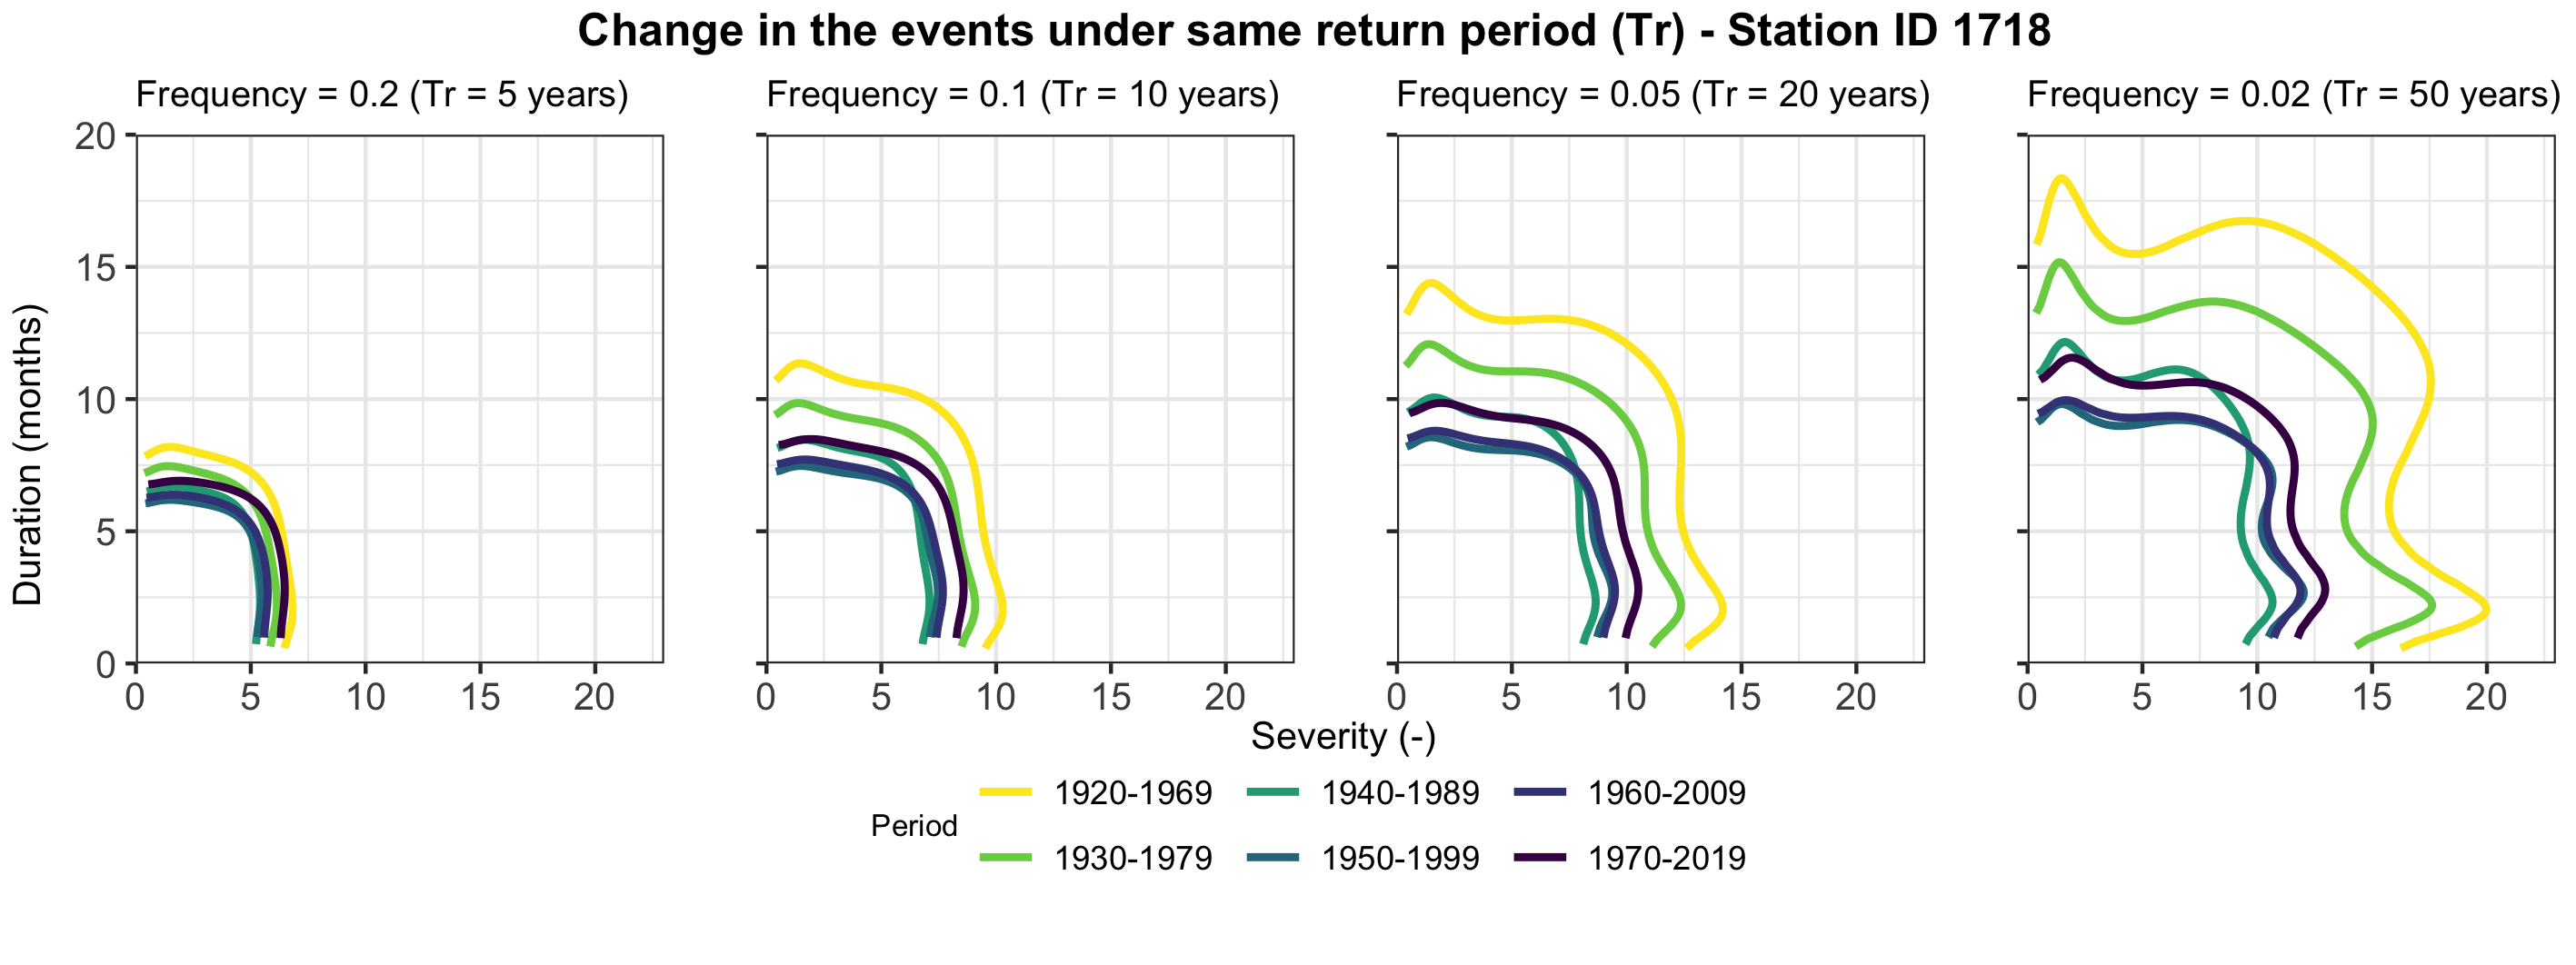 Change in the events under same return period (Tr) - Station ID 1718
Frequency = 0.2 (Tr = 5 years)
Frequency = 0.1 (Tr = 10 years)
Frequency = 0.05 (Tr = 20 years)
Frequency = 0.02 (Tr = 50 years)
Duration (months)
20
15
10
5
0
0 5 10 15 20
0 5 10 15 20
0 5 10 15 20
0 5 10 15 20
Severity (-)
Period
1920-1969 1940-1989 1960-2009
1930-1979 1950-1999 1970-2019